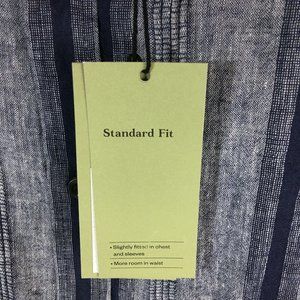 Standard Fit
• Slightly fitted in chest
and sleeves
• More room in waist